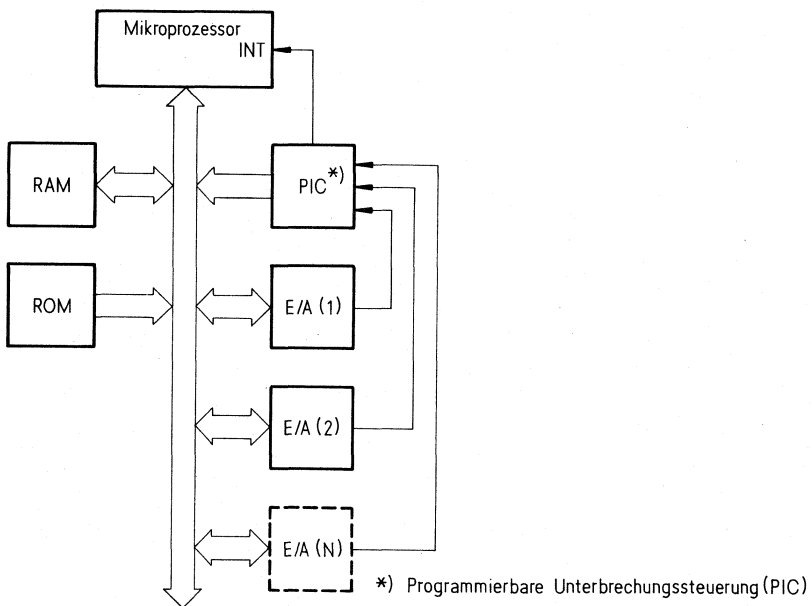 Mikroprozessor
INT
RAM
PIC*)
ROM
E/A (1)
E/A (2)
E/A (N)
*) Programmierbare Unterbrechungssteuerung (PIC)